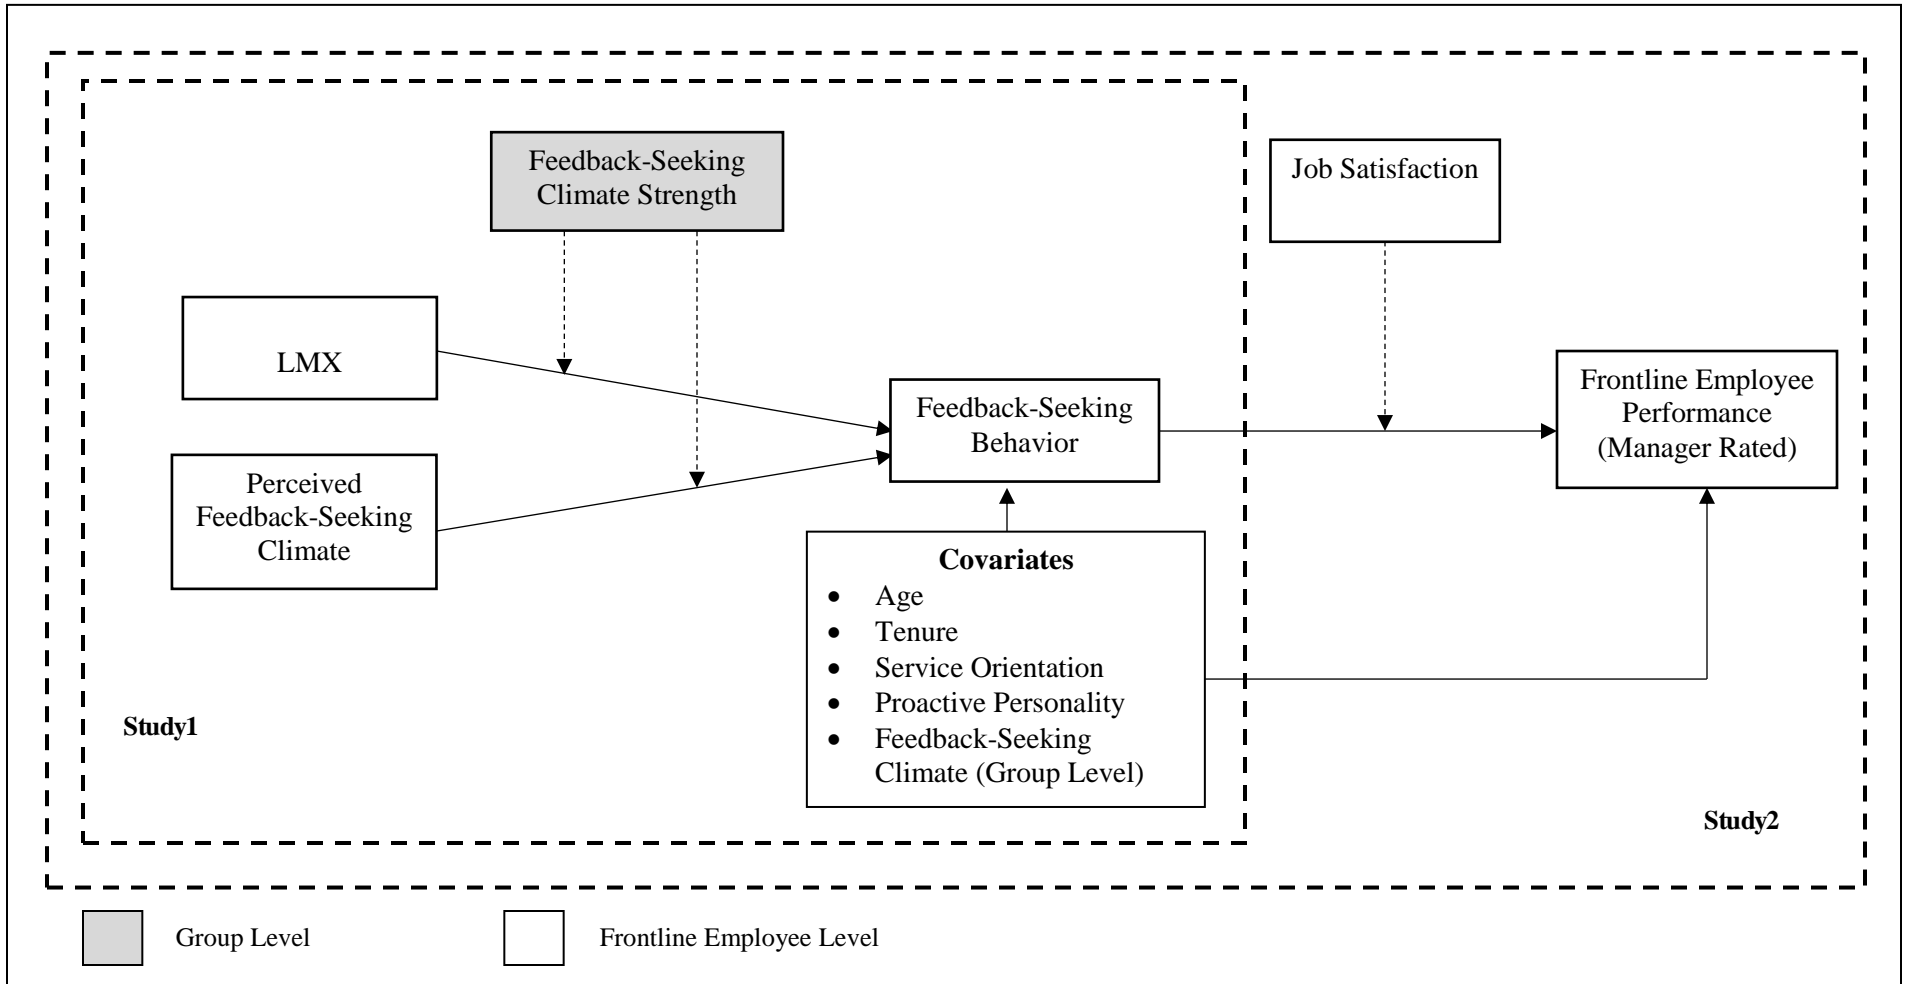 Feedback-Seeking
Climate Strength
Job Satisfaction
LMX
Perceived
Feedback-Seeking
Climate
Feedback-Seeking
Behavior
Frontline Employee
Performance
(Manager Rated)
Covariates
• Age
• Tenure
• Service Orientation
• Proactive Personality
• Feedback-Seeking
Climate (Group Level)
Study1
Study2
Group Level
Frontline Employee Level